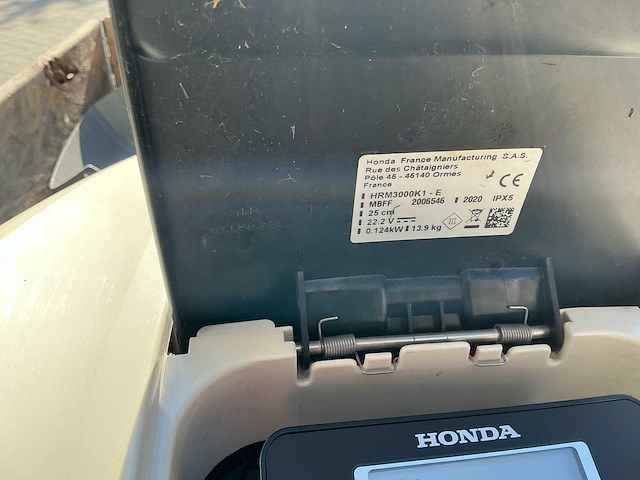 Honda France Manufacturing S.A.S.
Rue des Châtaigniers
Pôle 45 - 45140 Ormes
France
CE
HRM3000K1 - E
MBFF 2006546 2020 IPX5
25 cm
22.2 V
0.124kW 13.9 kg
III
HONDA